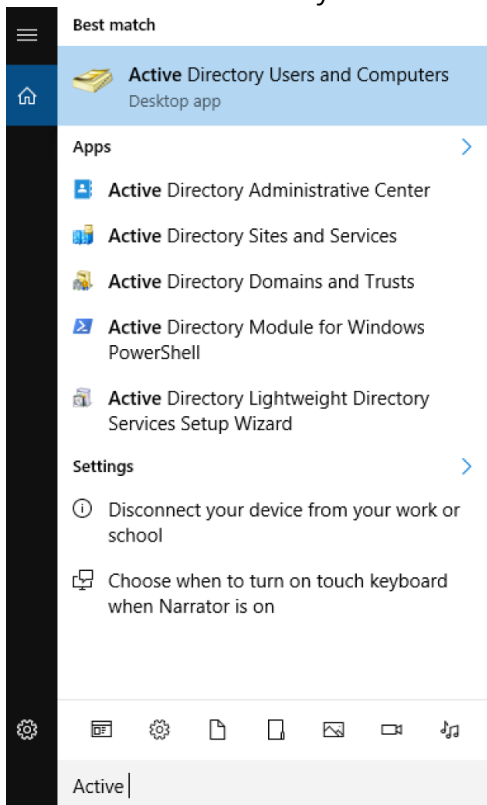 Best match
Active Directory Users and Computers
Desktop app
Apps
Active Directory Administrative Center
Active Directory Sites and Services
Active Directory Domains and Trusts
Active Directory Module for Windows
PowerShell
Active Directory Lightweight Directory
Services Setup Wizard
Settings
Disconnect your device from your work or
school
Choose when to turn on touch keyboard
when Narrator is on
Active